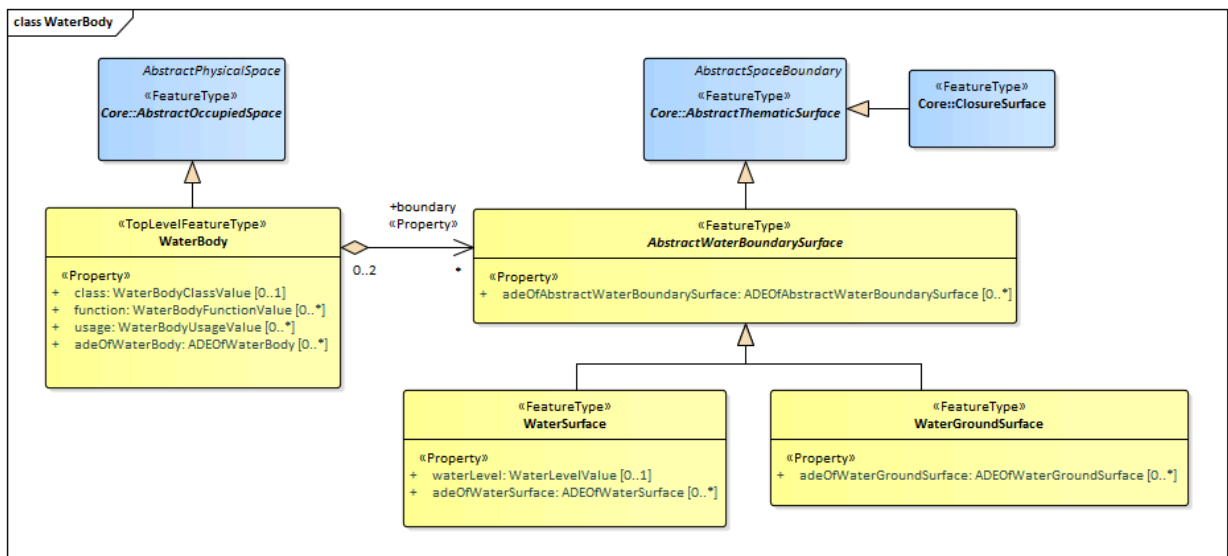 class WaterBody
AbstractPhysicalSpace
«FeatureType»
Core::AbstractOccupiedSpace
AbstractSpaceBoundary
«FeatureType»
Core::AbstractThematicSurface
«FeatureType»
Core::ClosureSurface
«TopLevelFeatureType»
WaterBody
«Property»
+ class: WaterBodyClassValue [0..1]
+ function: WaterBodyFunctionValue [0..*]
+ usage: WaterBodyUsageValue [0..*]
+ adeOfWaterBody: ADEOfWaterBody [0..*]
+boundary
«Property»
0..2
*
«FeatureType»
AbstractWaterBoundarySurface
«Property»
+ adeOfAbstractWaterBoundarySurface: ADEOfAbstractWaterBoundarySurface [0..*]
«FeatureType»
WaterSurface
«Property»
+ waterLevel: WaterLevelValue [0..1]
+ adeOfWaterSurface: ADEOfWaterSurface [0..*]
«FeatureType»
WaterGroundSurface
«Property»
+ adeOfWaterGroundSurface: ADEOfWaterGroundSurface [0..*]